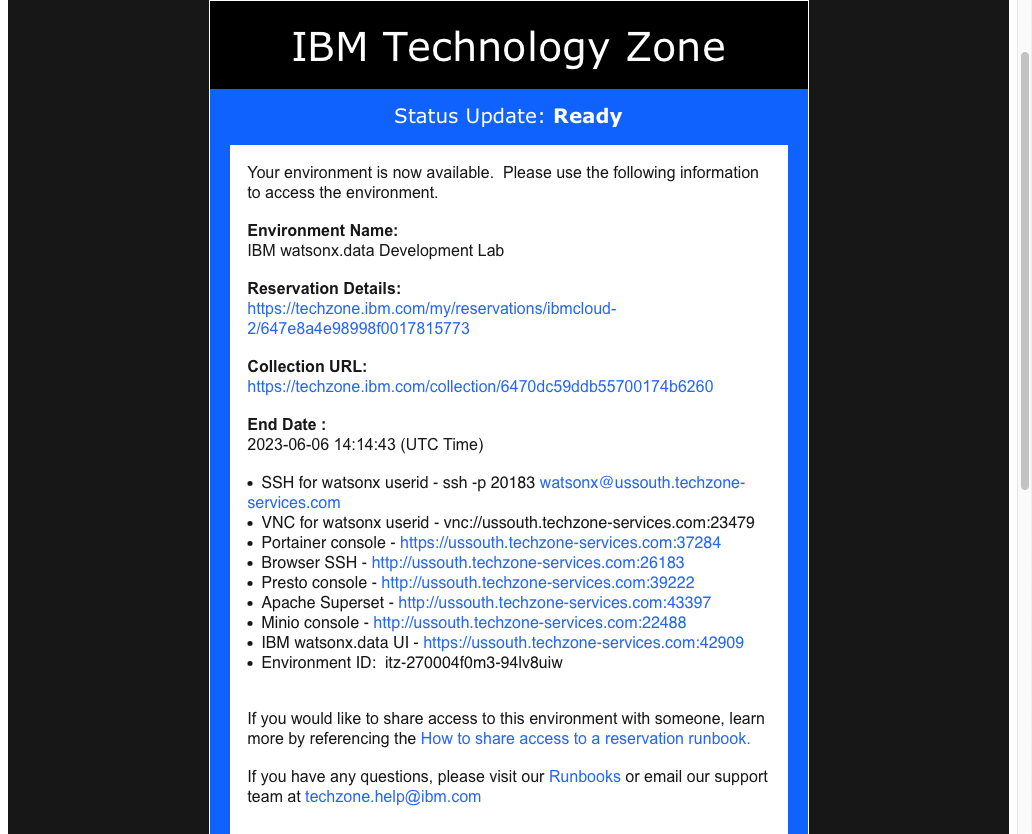 IBM Technology Zone
Status Update: Ready
Your environment is now available.  Please use the following information
to access the environment.
Environment Name:
IBM watsonx.data Development Lab
Reservation Details:
https://techzone.ibm.com/my/reservations/ibmcloud-
2/647e8a4e98998f0017815773
Collection URL:
https://techzone.ibm.com/collection/6470dc59ddb55700174b6260
End Date :
2023-06-06 14:14:43 (UTC Time)
• SSH for watsonx userid - ssh -p 20183 watsonx@ussouth.techzone-
services.com
• VNC for watsonx userid - vnc://ussouth.techzone-services.com:23479
• Portainer console - https://ussouth.techzone-services.com:37284
• Browser SSH - http://ussouth.techzone-services.com:26183
• Presto console - http://ussouth.techzone-services.com:39222
• Apache Superset - http://ussouth.techzone-services.com:43397
• Minio console - http://ussouth.techzone-services.com:22488
• IBM watsonx.data UI - https://ussouth.techzone-services.com:42909
• Environment ID:  itz-270004f0m3-94lv8uiw
If you would like to share access to this environment with someone, learn
more by referencing the How to share access to a reservation runbook.
If you have any questions, please visit our Runbooks or email our support
team at techzone.help@ibm.com